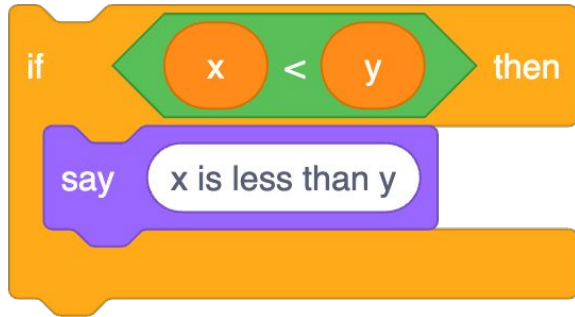 if x < y then
say x is less than y